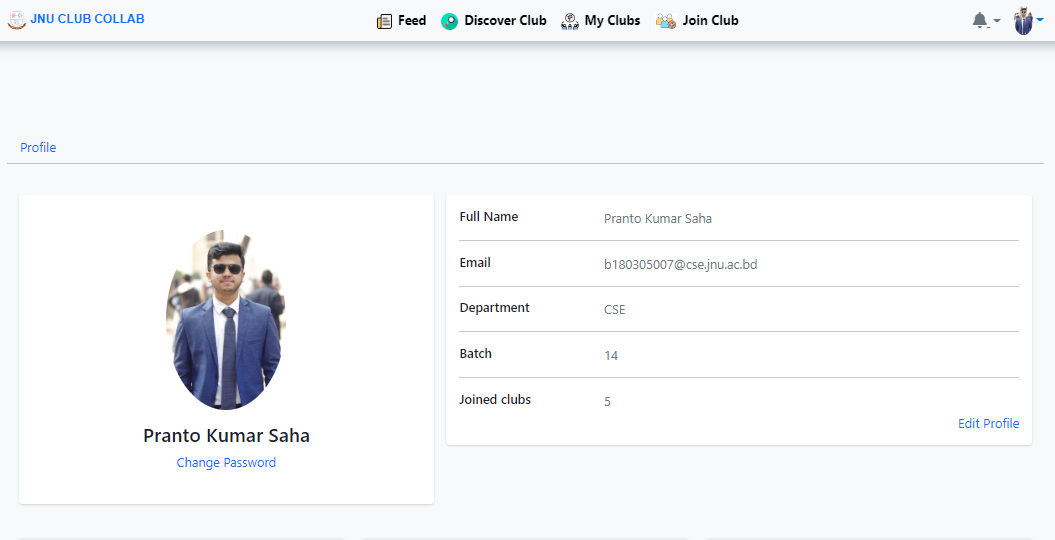 JNU CLUB COLLAB
Feed Discover Club My Clubs Join Club
Profile
Pranto Kumar Saha
Change Password
Full Name Pranto Kumar Saha
Email b180305007@cse.jnu.ac.bd
Department CSE
Batch 14
Joined clubs 5
Edit Profile